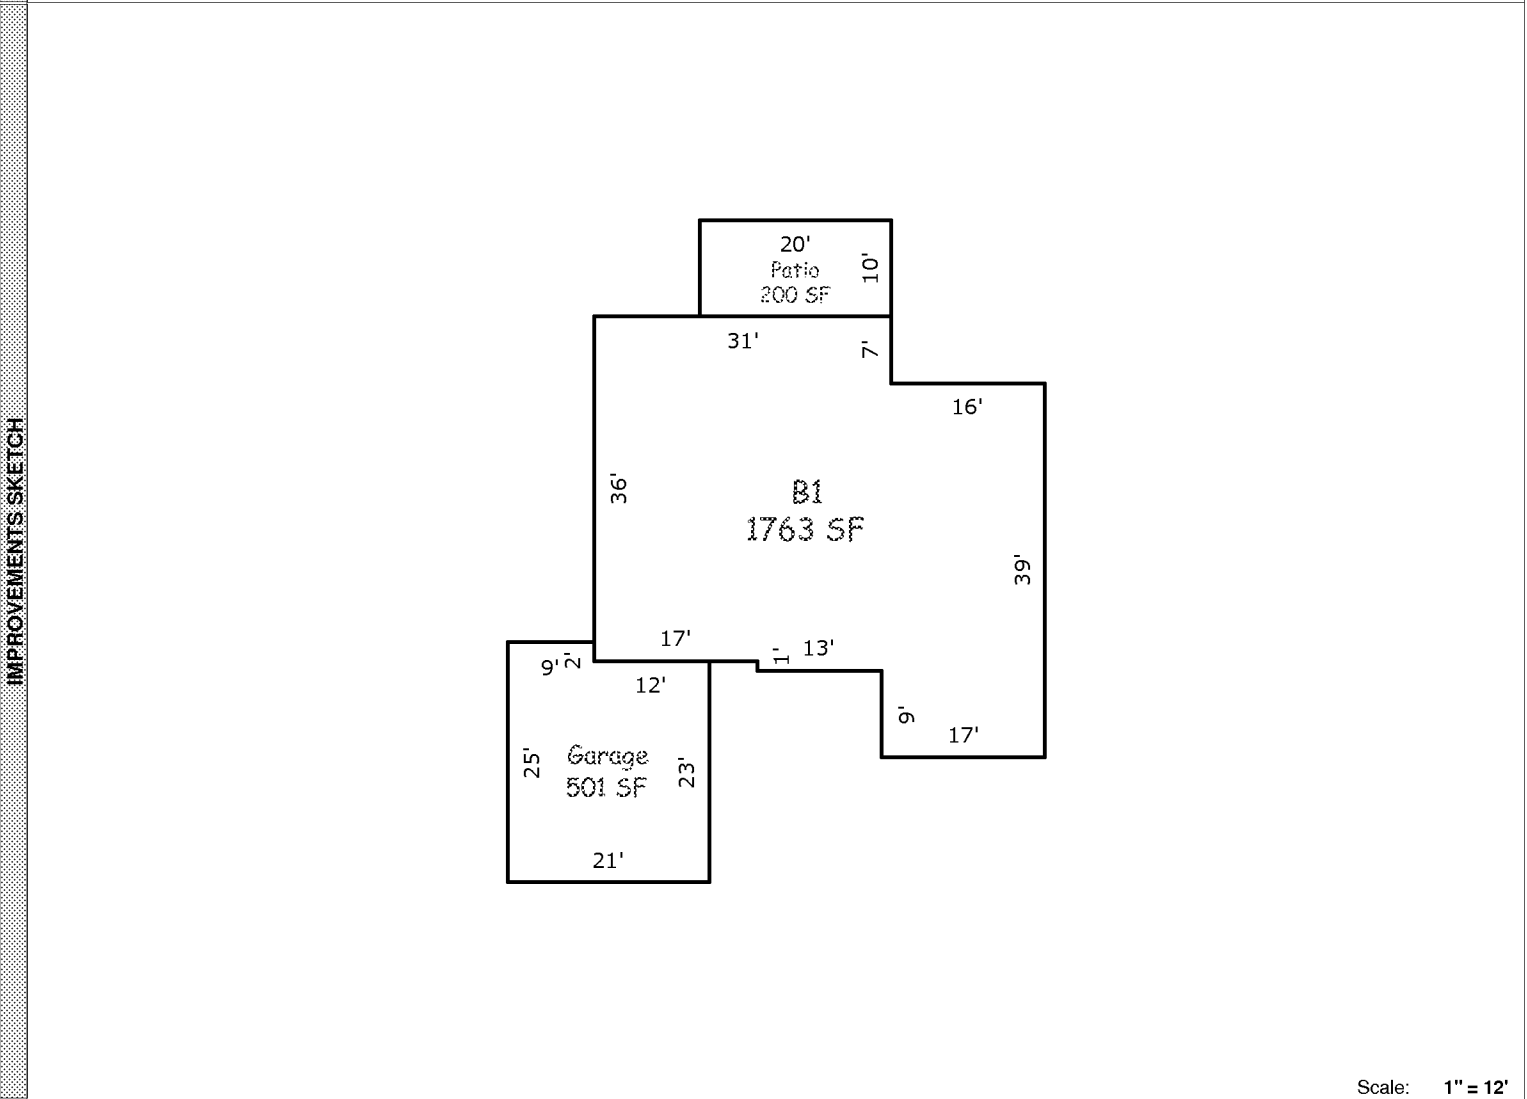 IMPROVEMENTS SKETCH
20'
Patio
200 SF
10'
31'
7'
16'
36'
B1
1763 SF
39'
17'
1'
13'
9'
2'
12'
9'
17'
25'
Garage
501 SF
23'
21'
Scale: 1" = 12'